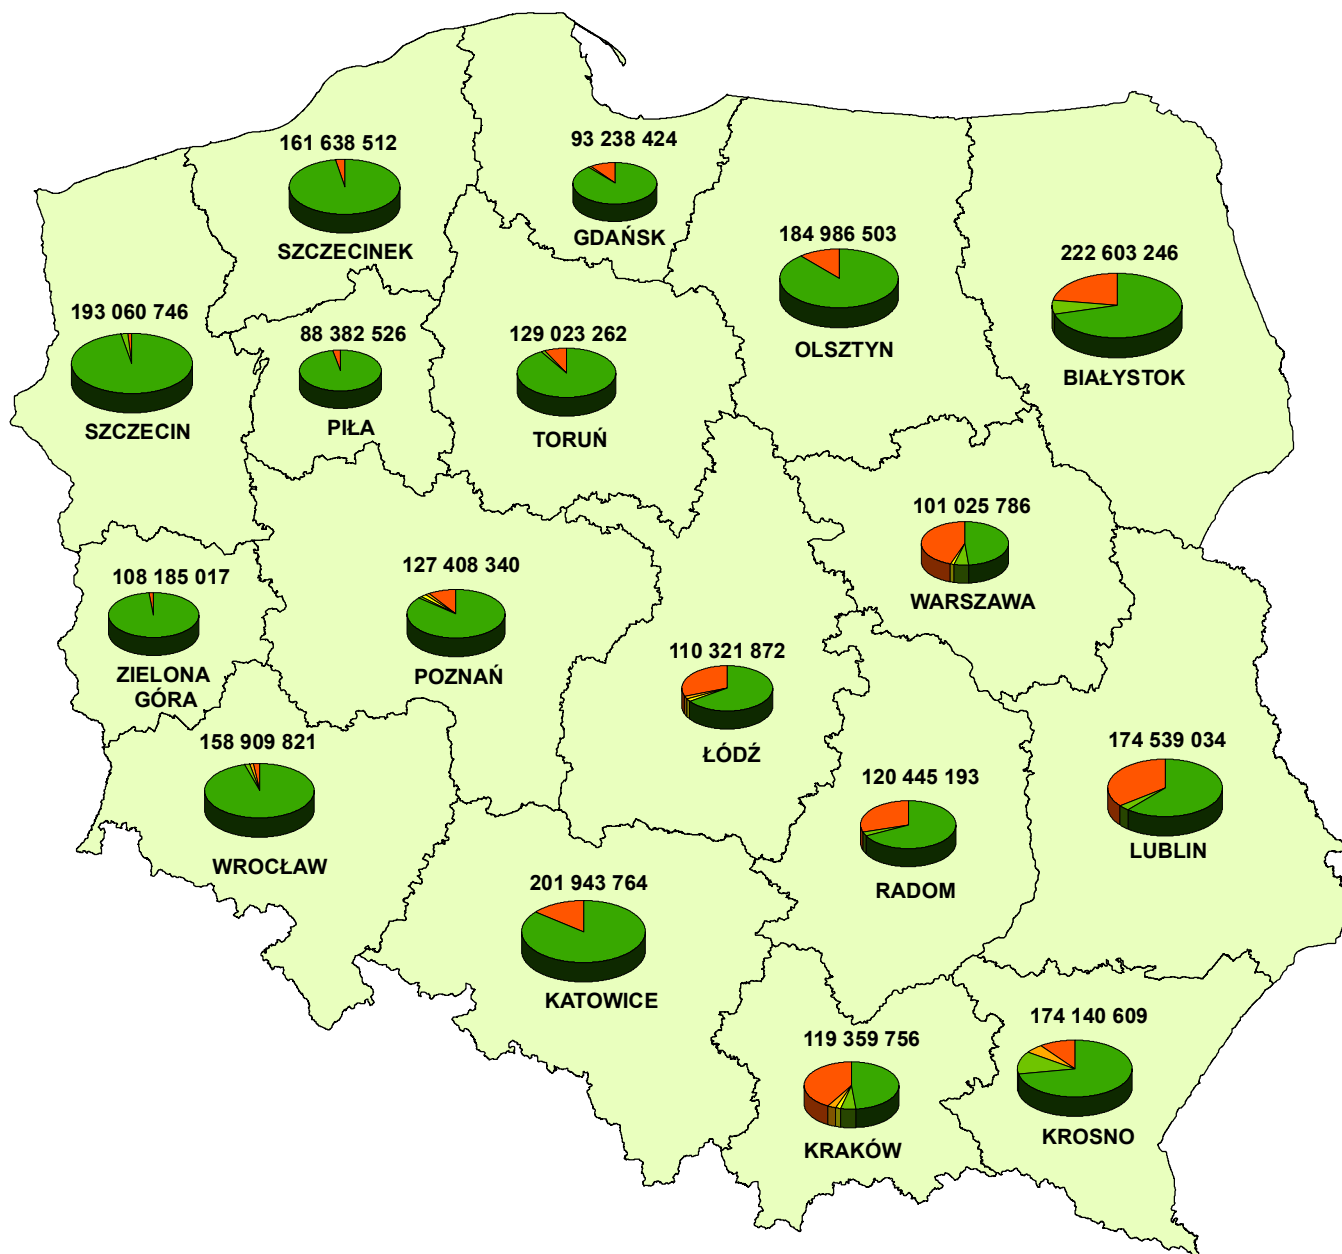 161 638 512
SZCZECINEK
93 238 424
GDAŃSK
184 986 503
OLSZTYN
222 603 246
BIAŁYSTOK
193 060 746
SZCZECIN
88 382 526
PIŁA
129 023 262
TORUŃ
101 025 786
WARSZAWA
108 185 017
ZIELONA
GÓRA
127 408 340
POZNAŃ
110 321 872
ŁÓDŹ
158 909 821
WROCŁAW
120 445 193
RADOM
174 539 034
LUBLIN
201 943 764
KATOWICE
119 359 756
KRAKÓW
174 140 609
KROSNO